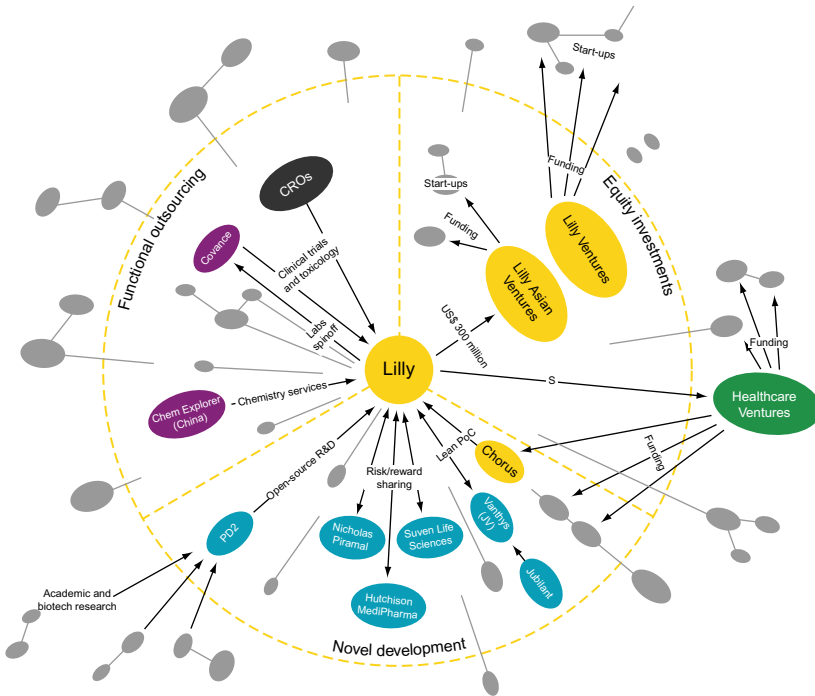 Start-ups
Functional outsourcing
CROs
Start-ups
Funding
Equity investments
Funding
Lilly Ventures
Covance
Clinical trials
and toxicology
Lilly Asian
Ventures
Labs
spinoff
US$ 300 million
Funding
Lilly
S
Healthcare
Ventures
Chem Explorer
(China)
Chemistry services
Open-source R&D
Risk/reward
sharing
Lean PoC
Chorus
Funding
PD2
Nicholas
Piramal
Suven Life
Sciences
Vanthys
(JV)
Jubilant
Academic and
biotech research
Hutchison
MediPharma
Novel development